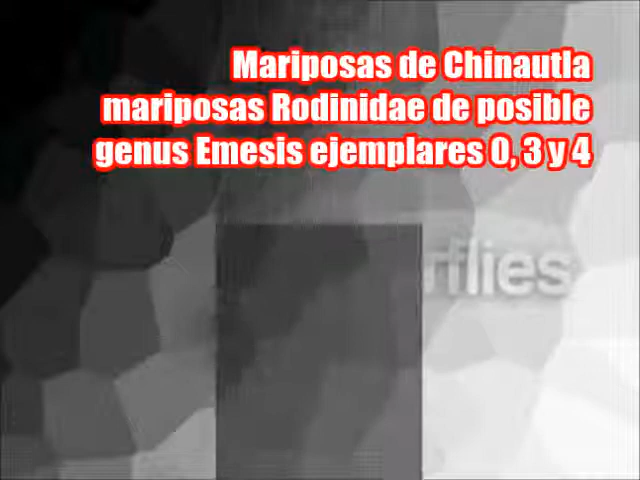 Mariposas de Chinautla
mariposas Rodinidae de posible
genus Emesis ejemplares 0, 3 y 4
rflies